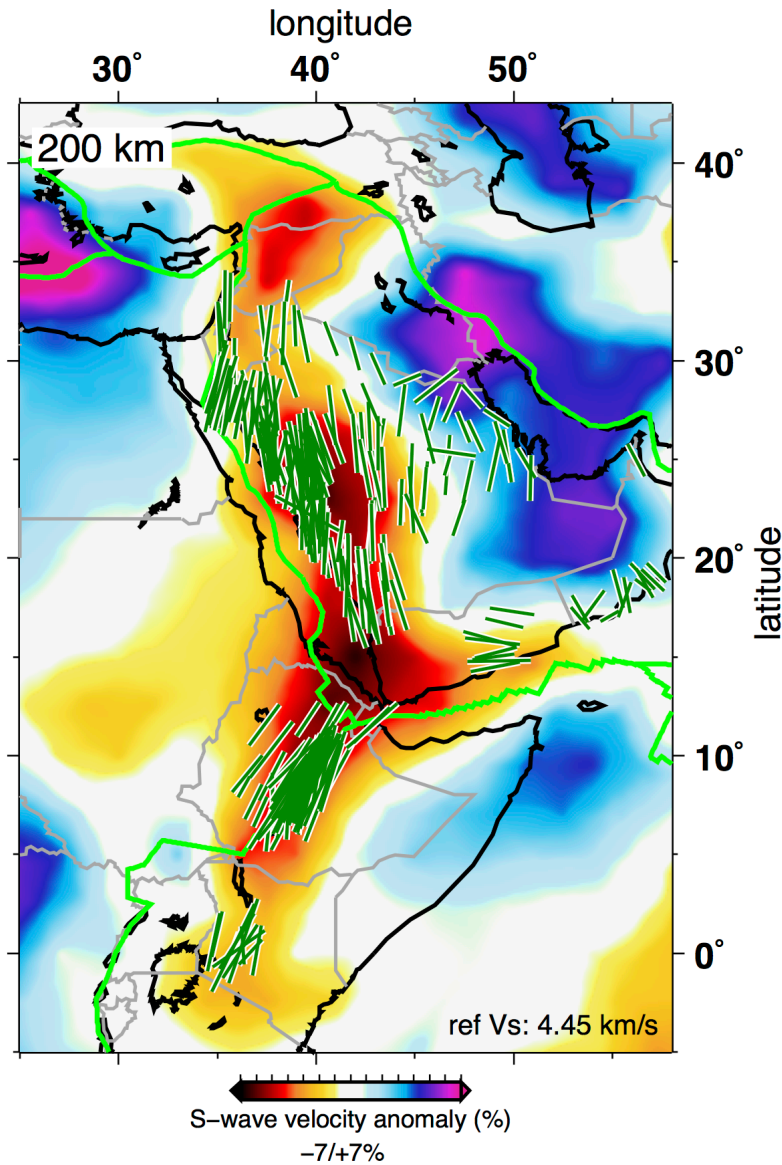 longitude
30° 40° 50°
200 km
40°
30°
20°
latitude
10°
0°
ref Vs: 4.45 km/s
S-wave velocity anomaly (%)
-7/+7%